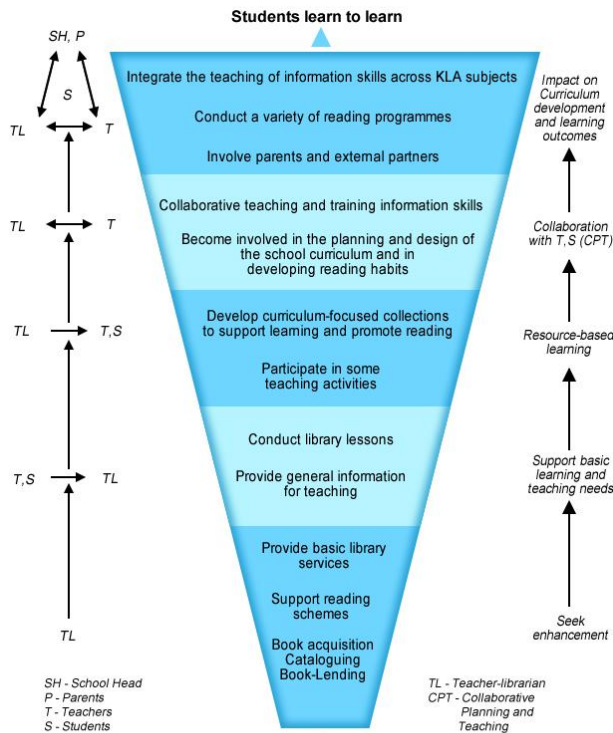 Students learn to learn
SH, P
S
TL
T
TL
T
TL
T,S
T,S
TL
TL
Integrate the teaching of information skills across KLA subjects
Conduct a variety of reading programmes
Involve parents and external partners
Collaborative teaching and training information skills
Become involved in the planning and design of
the school curriculum and in
developing reading habits
Develop curriculum-focused collections
to support learning and promote reading
Participate in some
teaching activities
Conduct library lessons
Provide general information
for teaching
Provide basic library
services
Support reading
schemes
Book acquisition
Cataloguing
Book-Lending
Impact on
Curriculum
development
and learning
outcomes
Collaboration
with T,S (CPT)
Resource-based
learning
Support basic
learning and
teaching needs
Seek
enhancement
SH - School Head
P - Parents
T - Teachers
S - Students
TL - Teacher-librarian
CPT - Collaborative
Planning and
Teaching